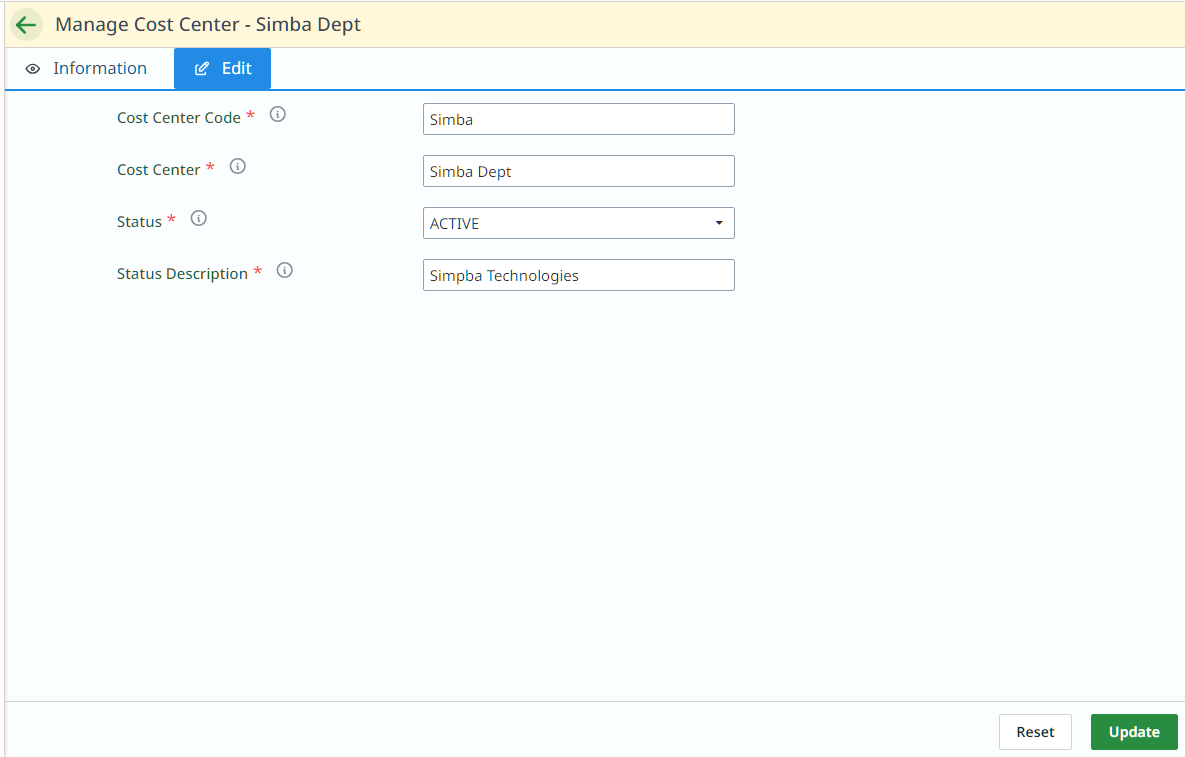 Manage Cost Center - Simba Dept
Information
Edit
Cost Center Code *
Simba
Cost Center *
Simba Dept
Status *
ACTIVE
Status Description *
Simpba Technologies
Reset
Update